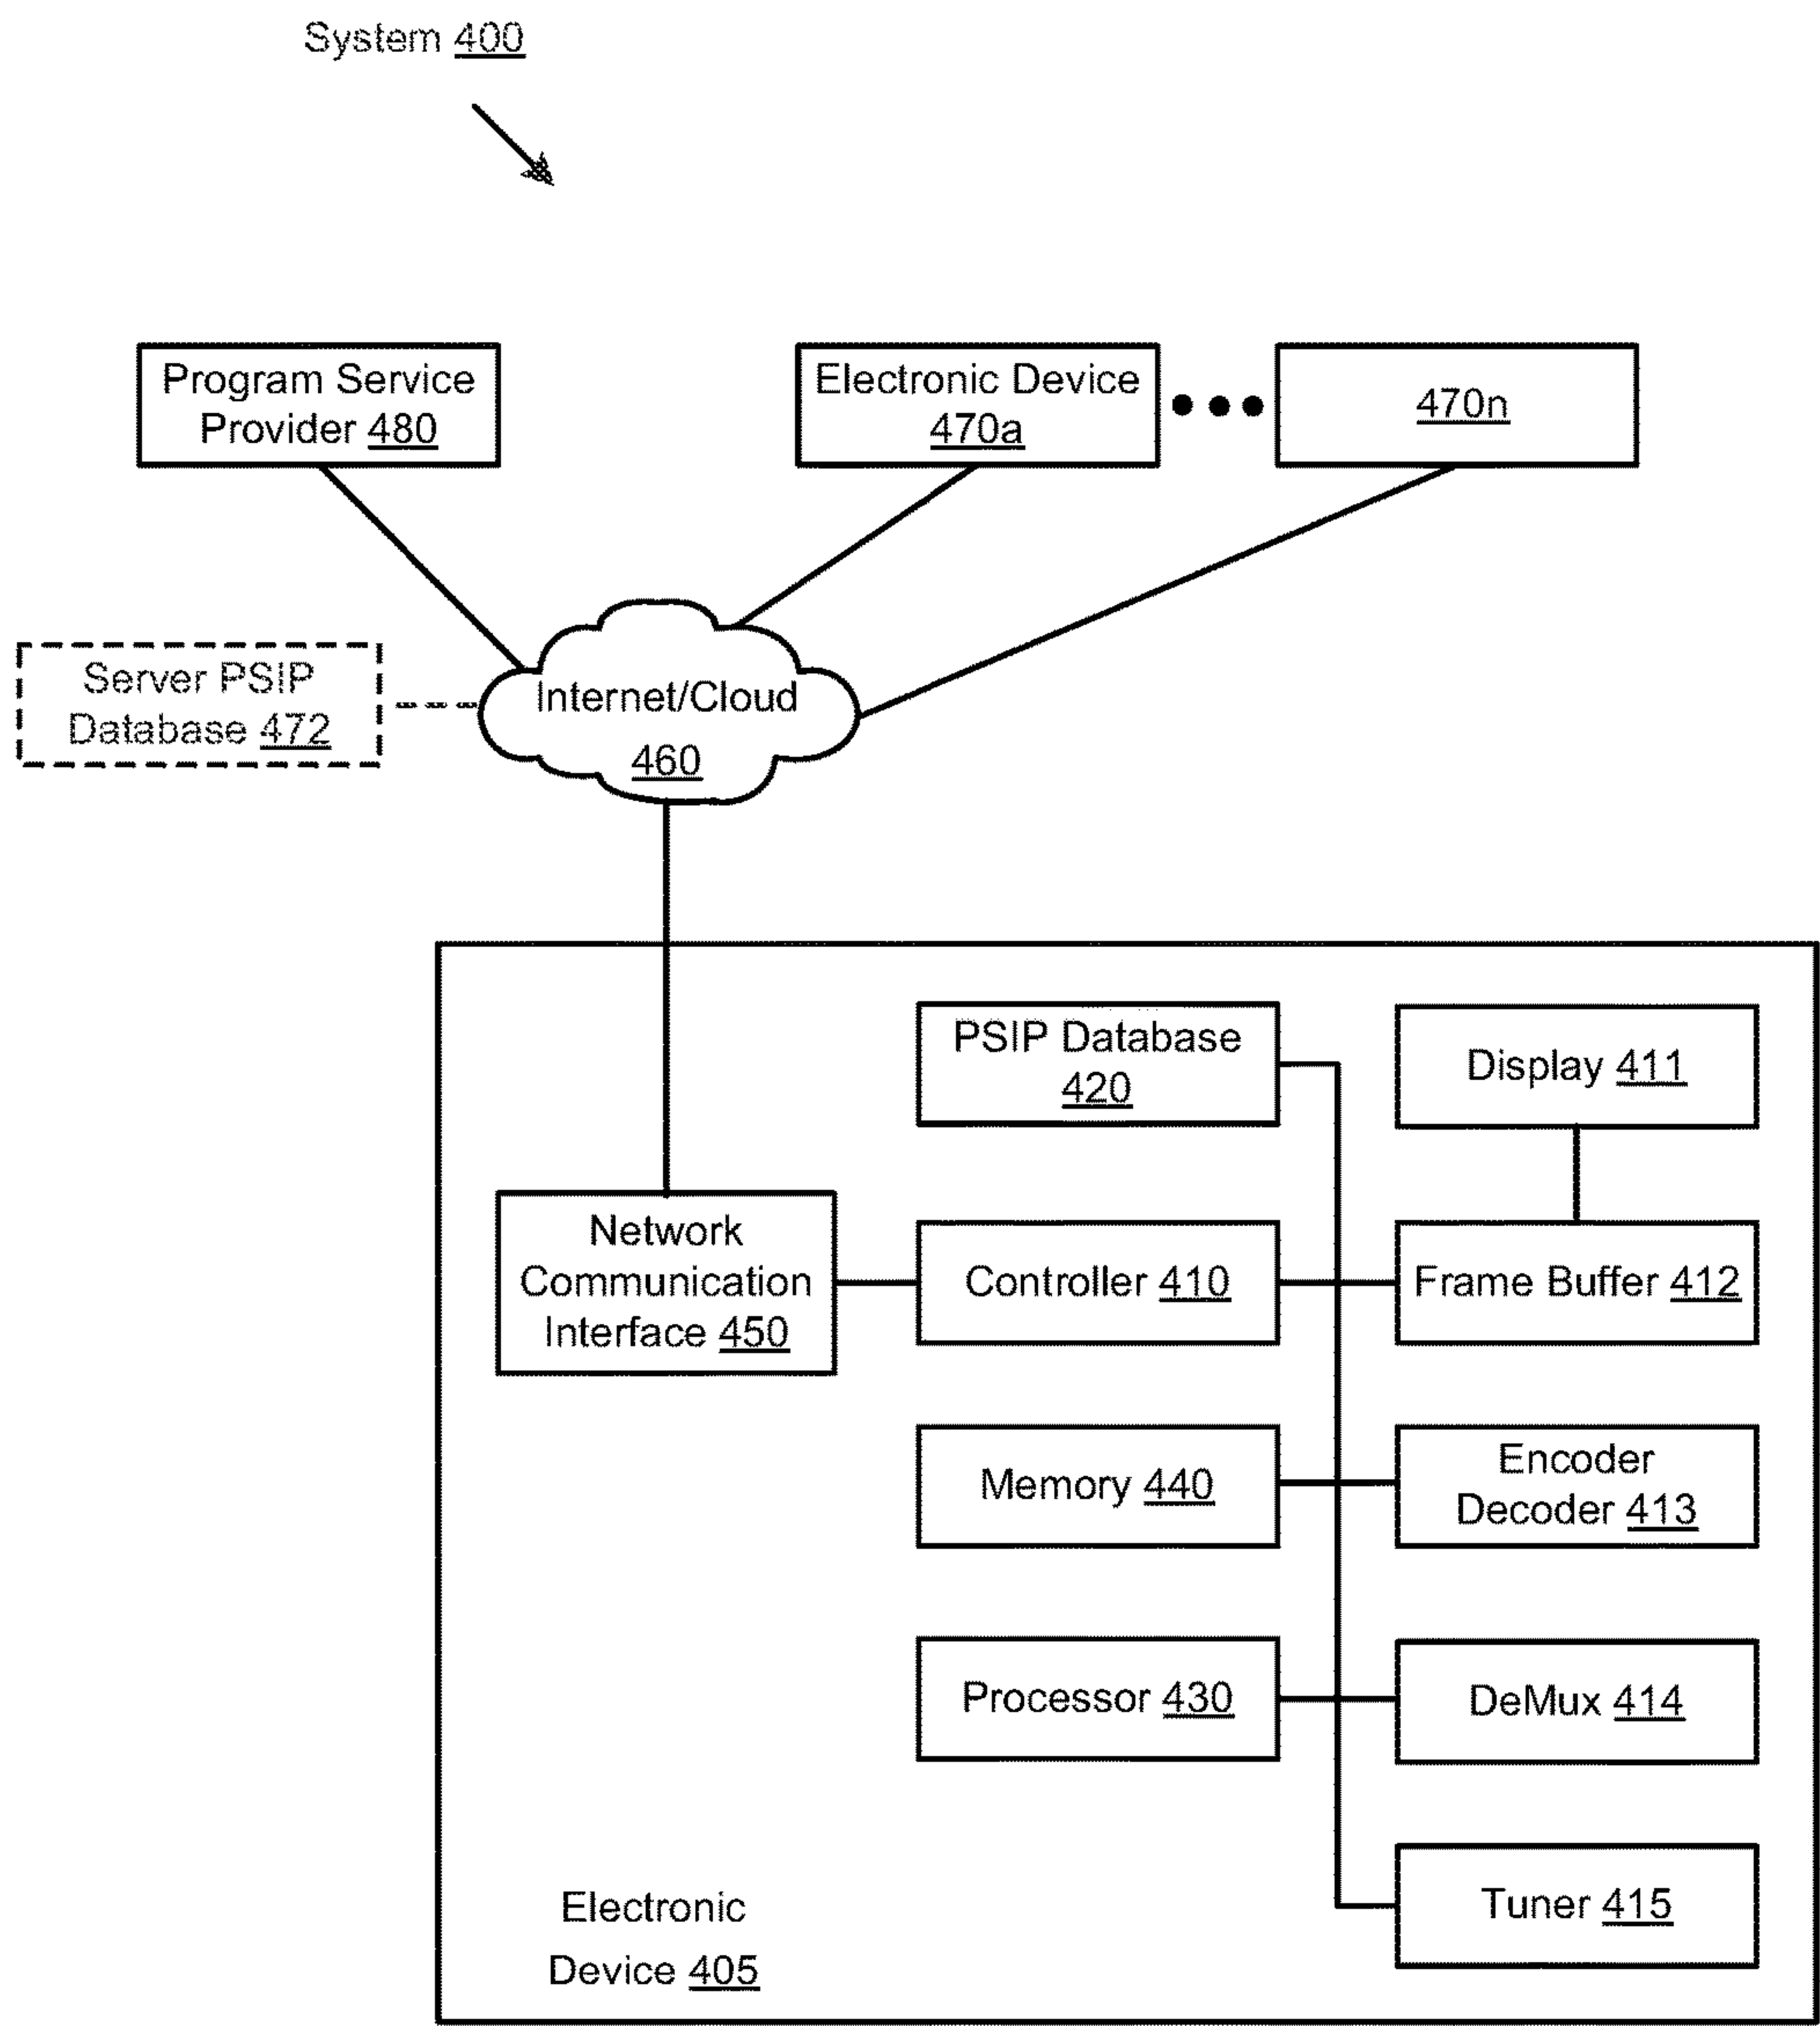 System 400
Program Service
Provider 480
Electronic Device
470a
470n
Server PSIP
Database 472
Internet/Cloud
460
PSIP Database
420
Display 411
Network
Communication
Interface 450
Controller 410
Frame Buffer 412
Memory 440
Encoder
Decoder 413
Processor 430
DeMux 414
Tuner 415
Electronic
Device 405